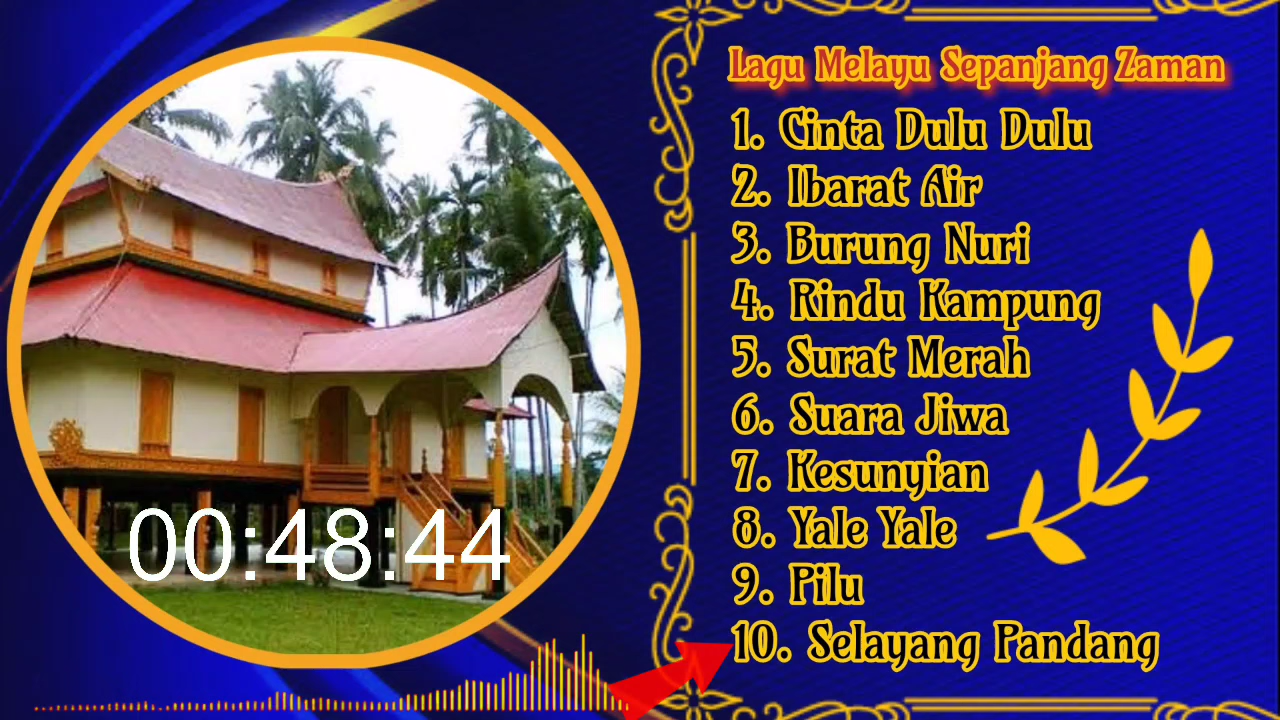 Lagu Melayu Sepanjang Zaman
1. Cinta Dulu Dulu
2. Ibarat Air
3. Burung Nuri
4. Rindu Kampung
5. Surat Merah
6. Suara Jiwa
7. Kesunyian
8. Yale Yale
9. Pilu
10. Selayang Pandang
00:48:44